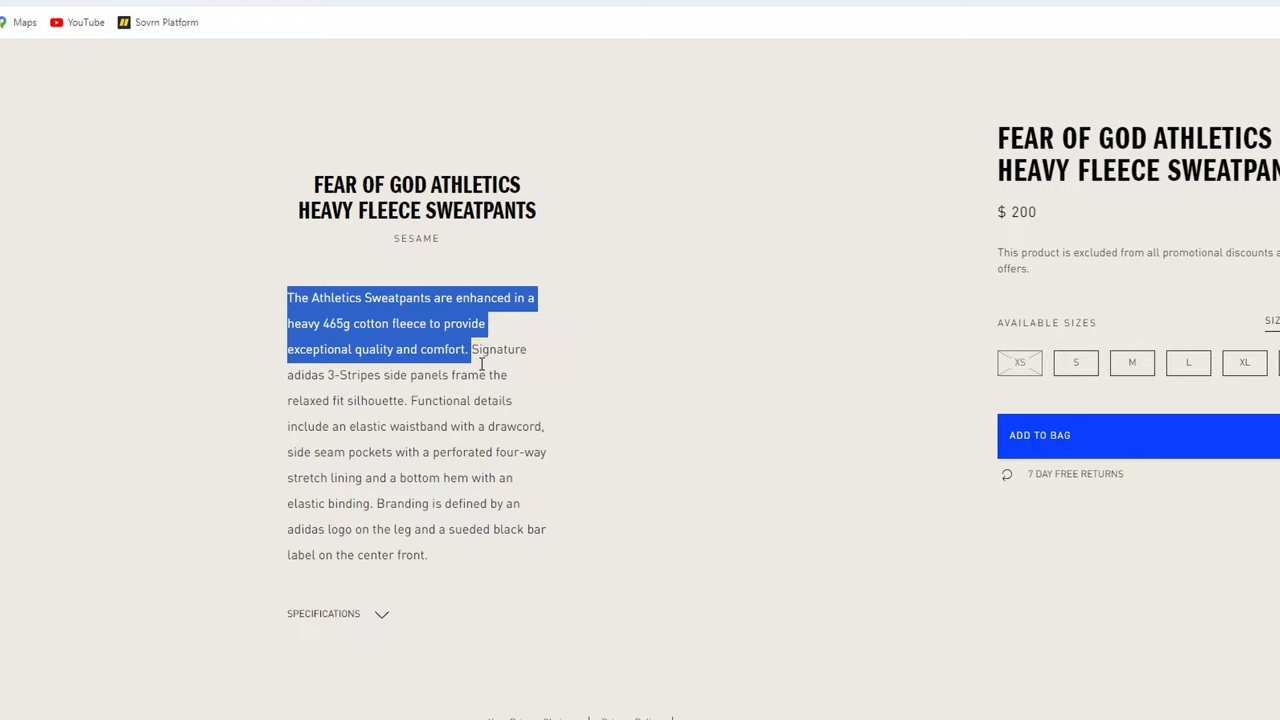 Maps YouTube Sovrn Platform
FEAR OF GOD ATHLETICS
HEAVY FLEECE SWEATPANTS
SESAME
The Athletics Sweatpants are enhanced in a
heavy 465g cotton fleece to provide
exceptional quality and comfort. Signature
adidas 3-Stripes side panels frame the
relaxed fit silhouette. Functional details
include an elastic waistband with a drawcord,
side seam pockets with a perforated four-way
stretch lining and a bottom hem with an
elastic binding. Branding is defined by an
adidas logo on the leg and a sueded black bar
label on the center front.
SPECIFICATIONS
FEAR OF GOD ATHLETICS
HEAVY FLEECE SWEATPAN
$ 200
This product is excluded from all promotional discounts a
offers.
AVAILABLE SIZES SIZ
XS S M L XL
ADD TO BAG
7 DAY FREE RETURNS